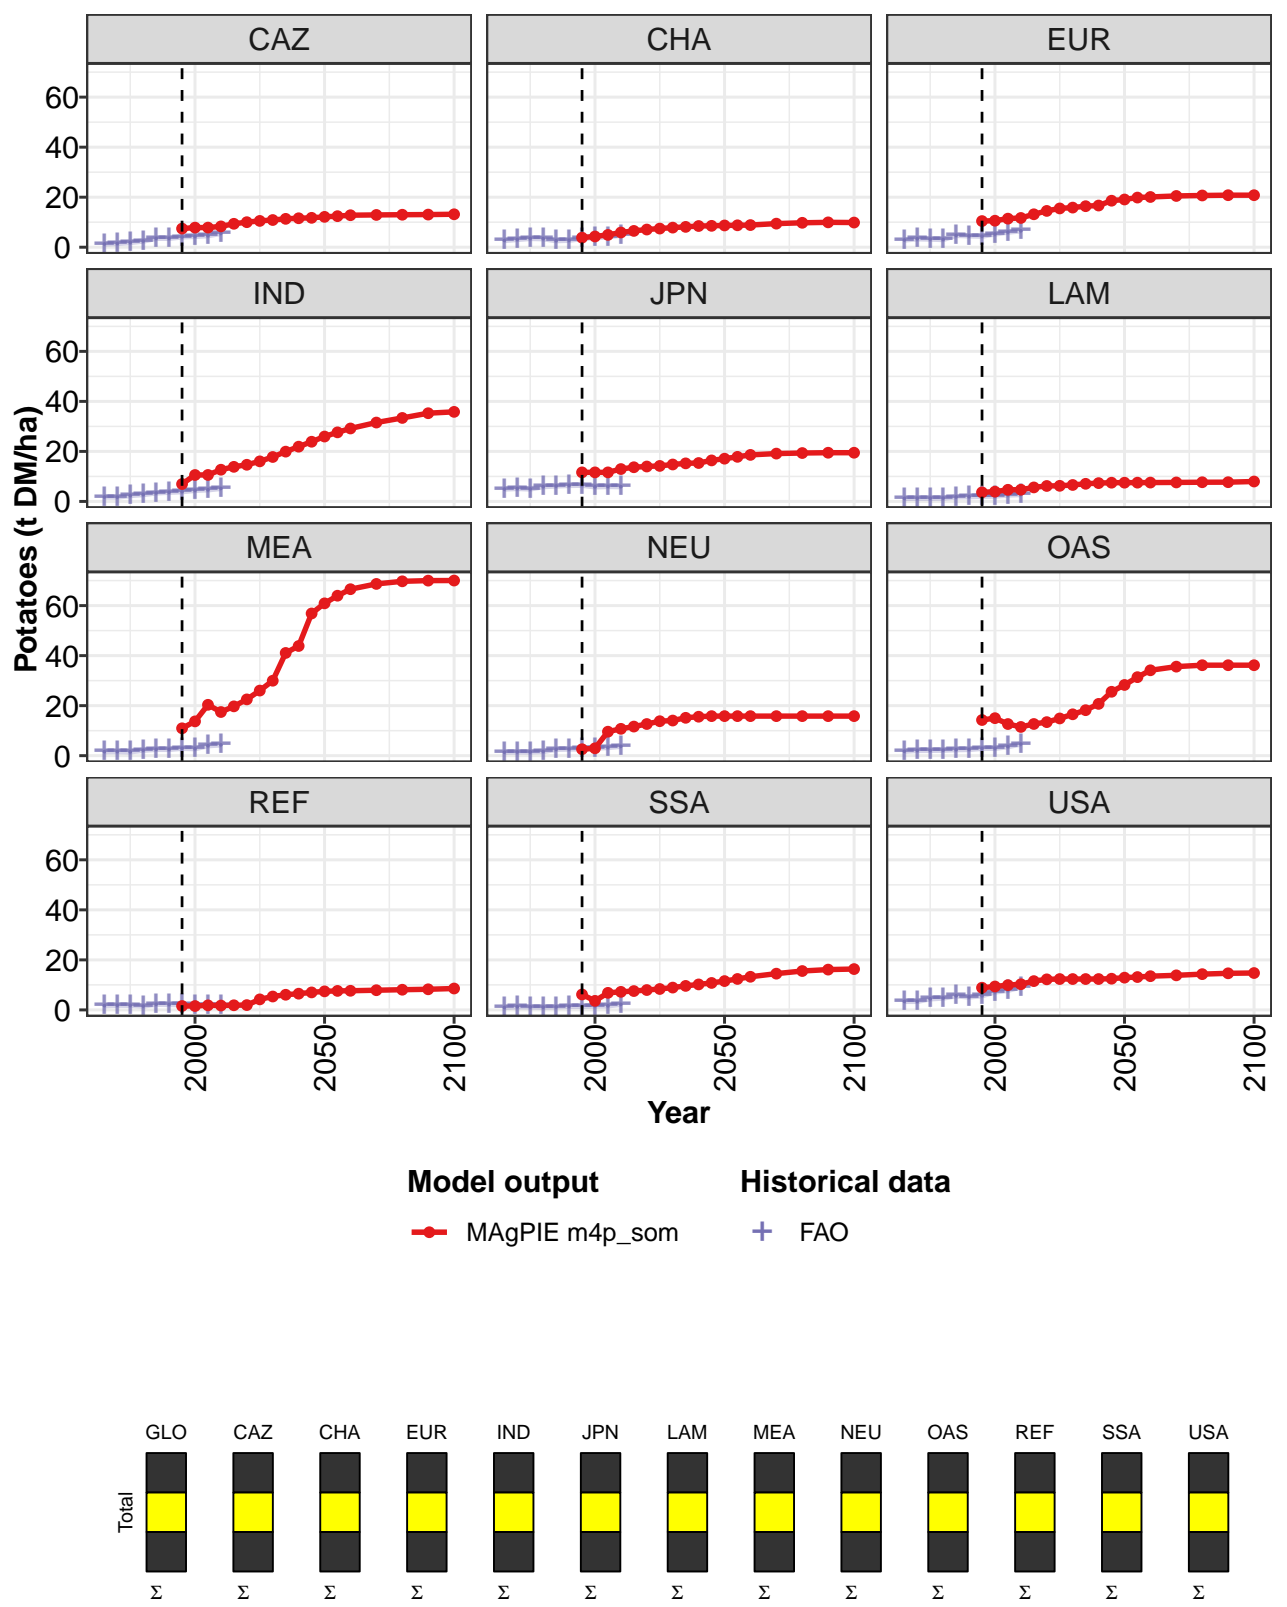 CAZ CHA EUR
60
40
20
0
IND JPN LAM
60
40
20
0
MEA NEU OAS
60
40
20
0
REF SSA USA
60
40
20
0
Potatoes (t DM/ha)
2000 2050 2100 2000 2050 2100 2000 2050 2100
Year
Model output Historical data
MAgPIE m4p_som FAO
GLO CAZ CHA EUR IND JPN LAM MEA NEU OAS REF SSA USA
Total
Σ Σ Σ Σ Σ Σ Σ Σ Σ Σ Σ Σ Σ